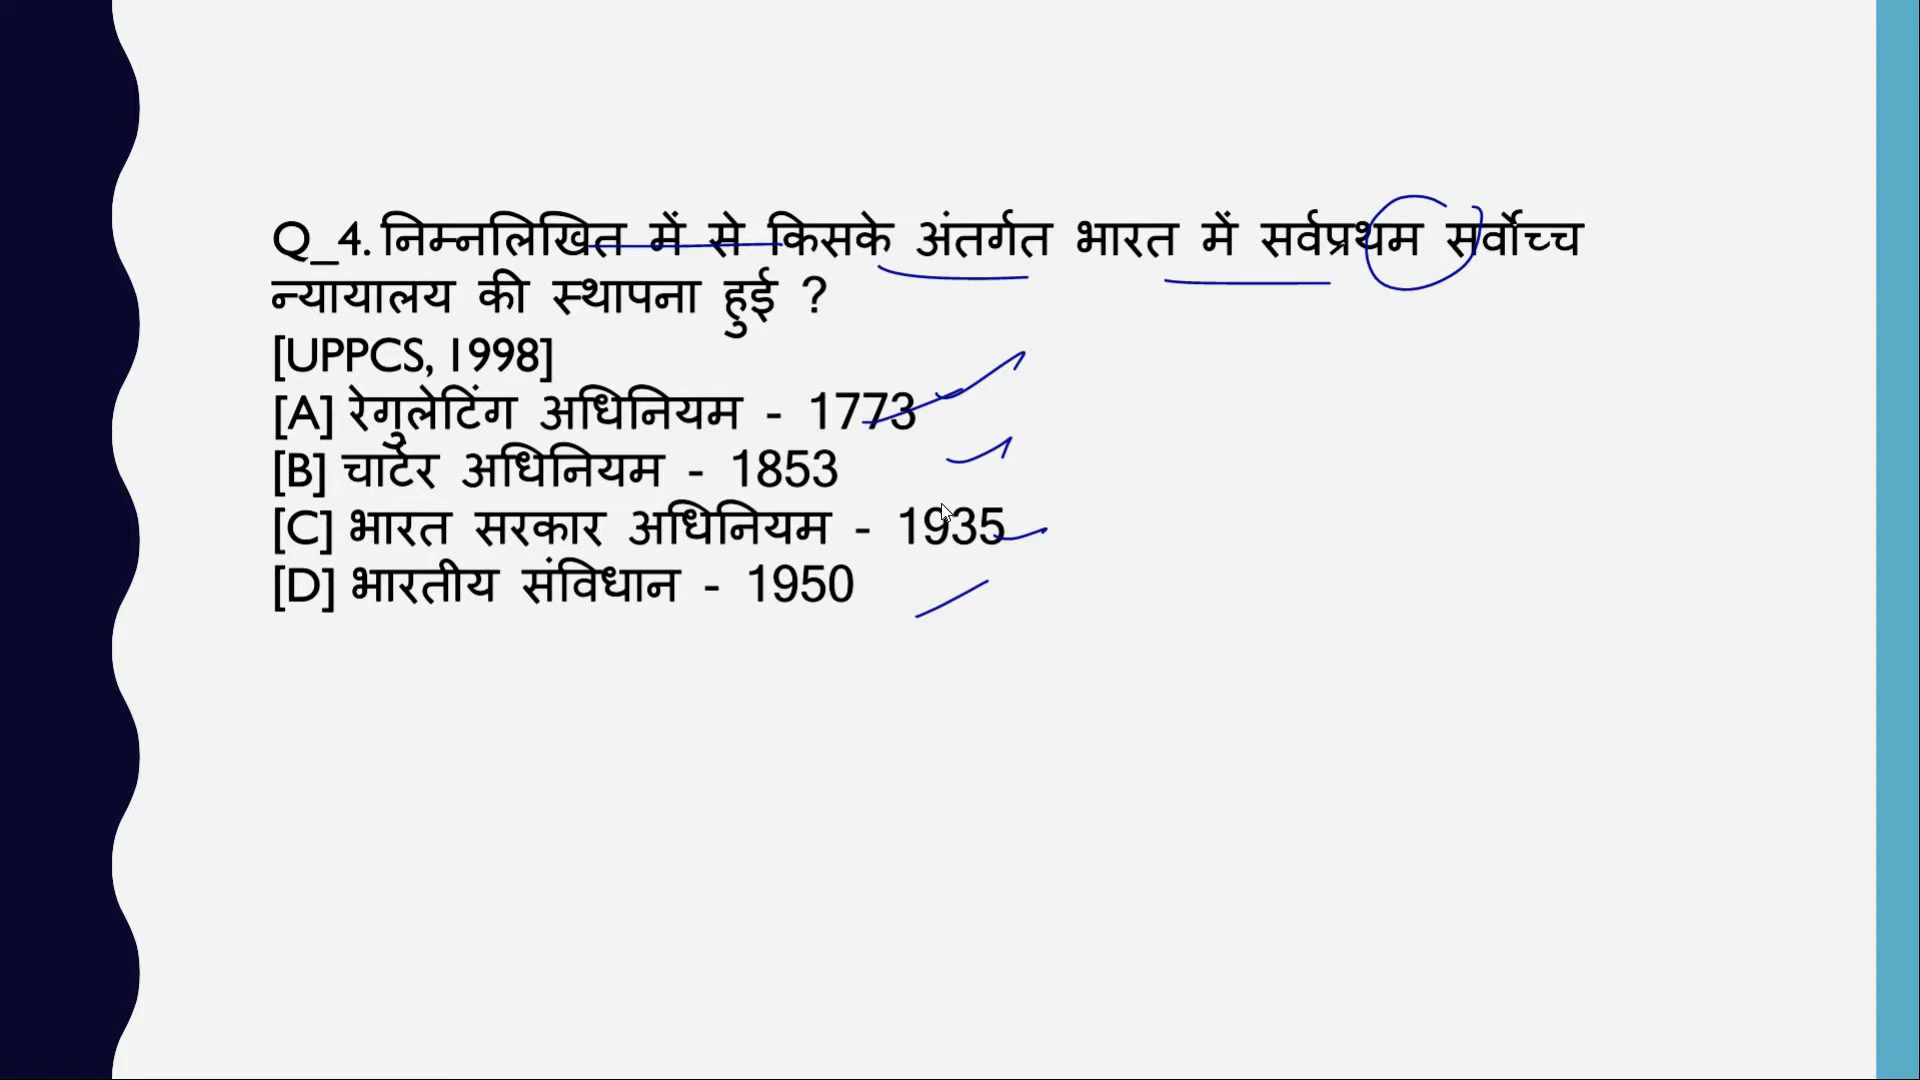 Q_4. निम्नलिखित में से किसके अंतर्गत भारत में सर्वप्रथम सर्वोच्च
न्यायालय की स्थापना हुई ?
[UPPCS, 1998]
[A] रेगुलेटिंग अधिनियम - 1773
[B] चार्टर अधिनियम - 1853
[C] भारत सरकार अधिनियम - 1935
[D] भारतीय संविधान - 1950